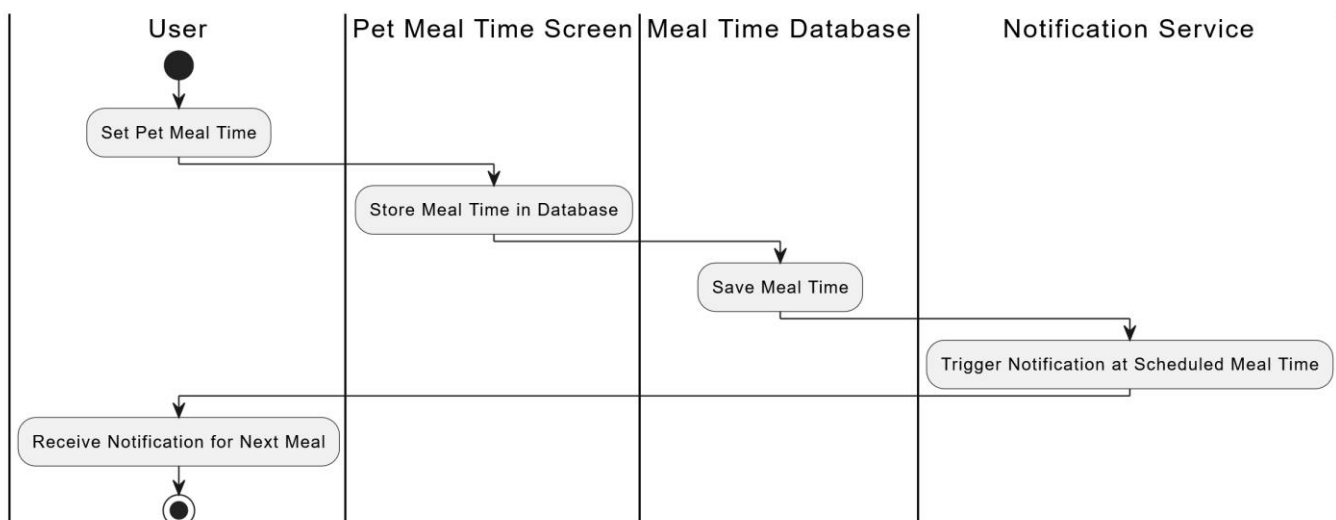 User
Pet Meal Time Screen
Meal Time Database
Notification Service
Set Pet Meal Time
Store Meal Time in Database
Save Meal Time
Trigger Notification at Scheduled Meal Time
Receive Notification for Next Meal